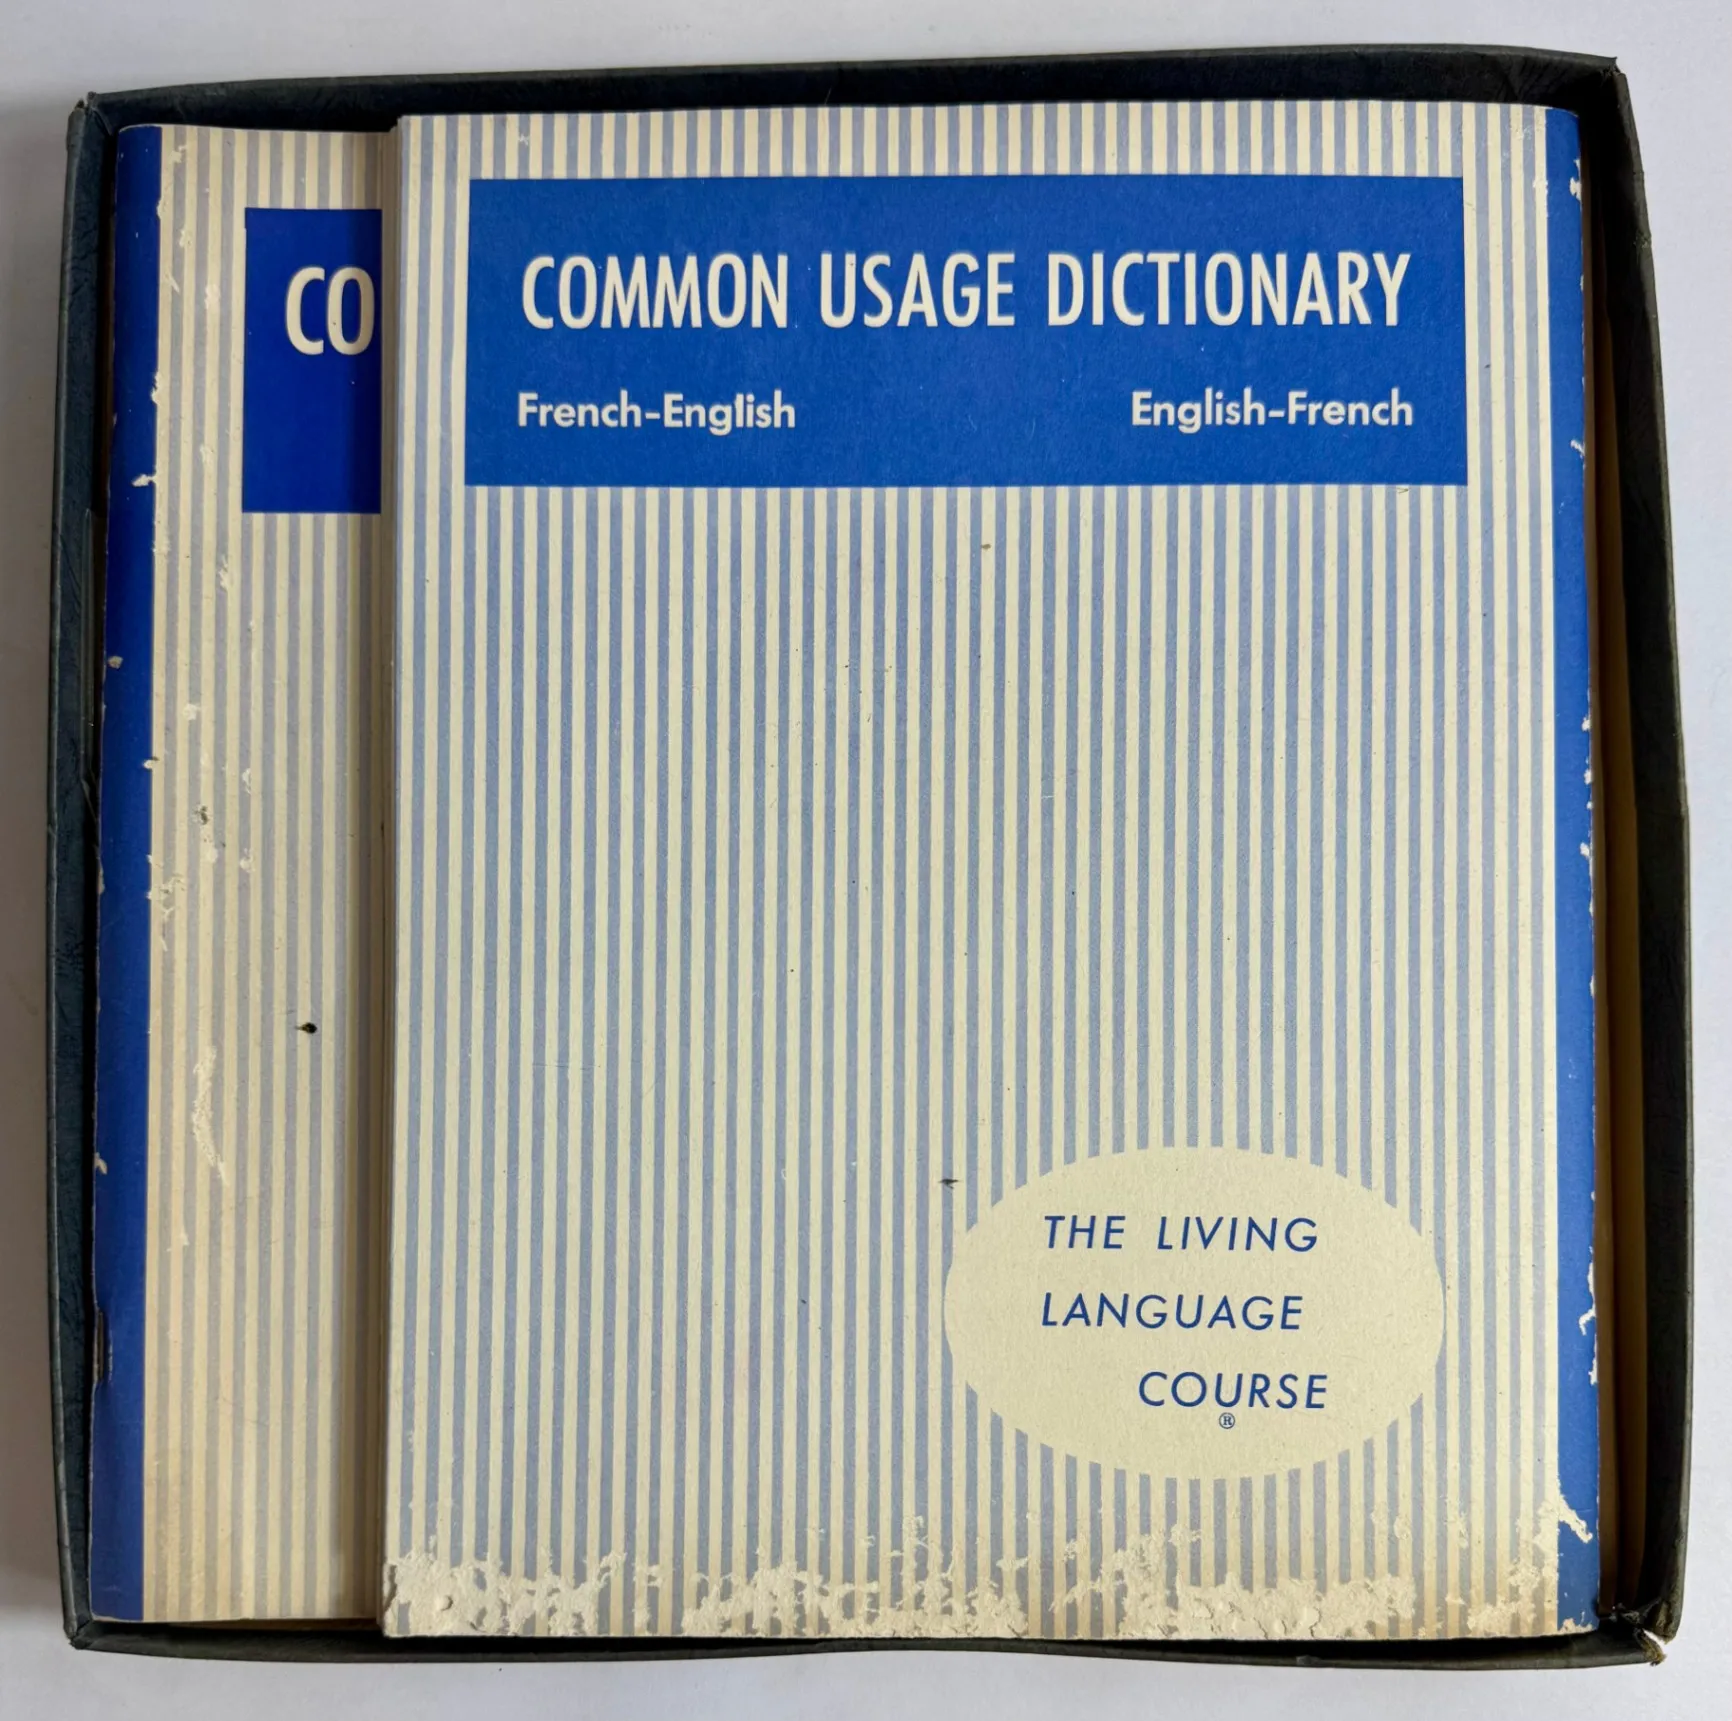 CO
COMMON USAGE DICTIONARY
French-English English-French
THE LIVING
LANGUAGE
COURSE
®